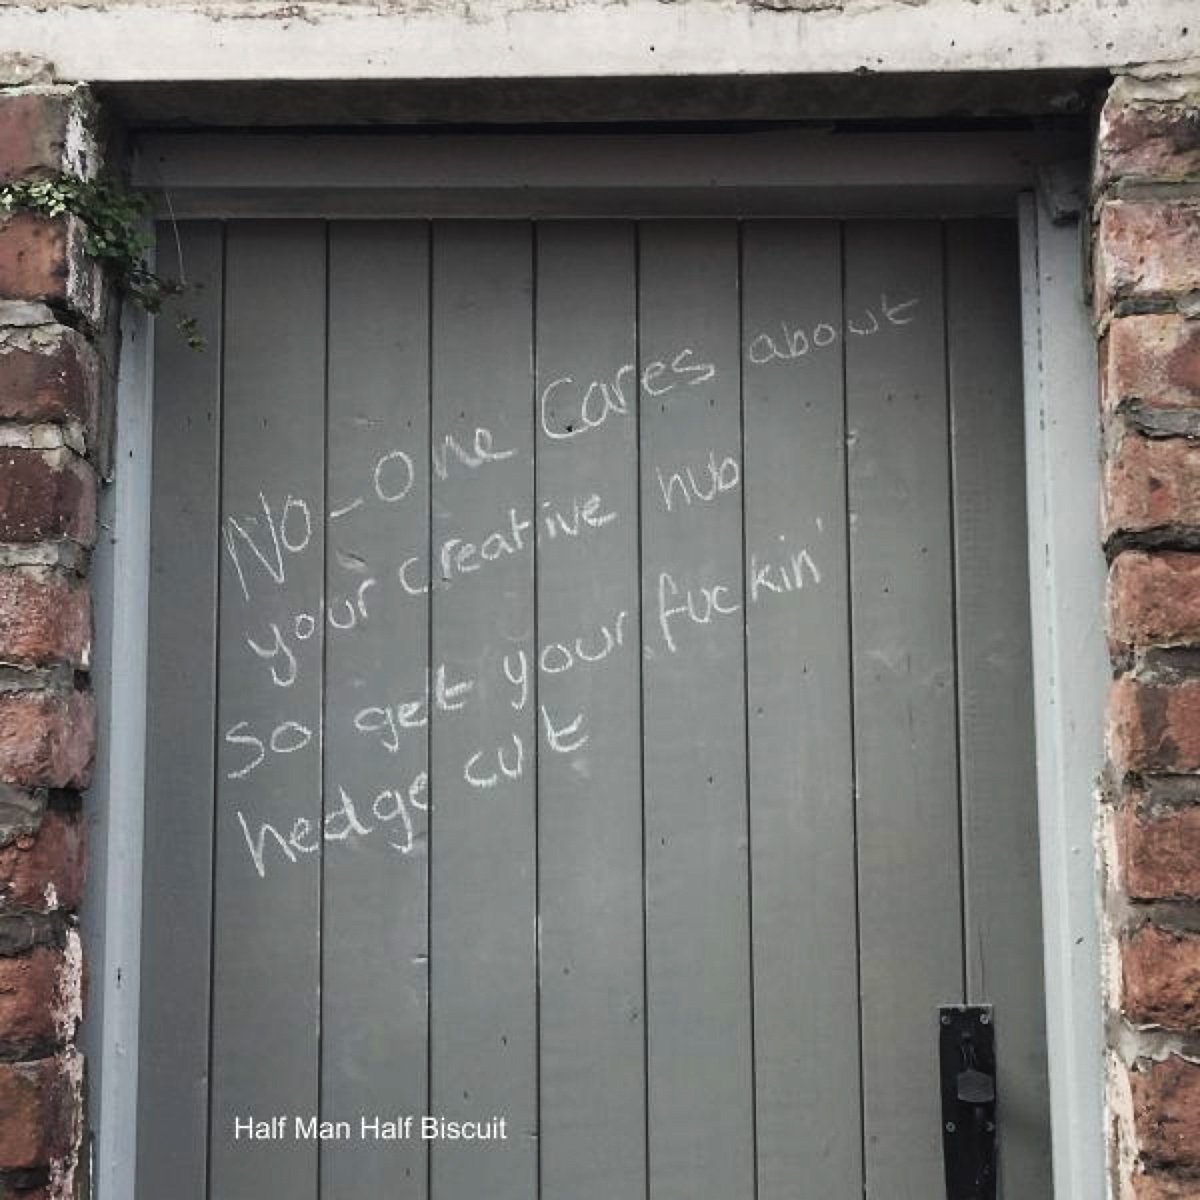 No-one Cares about
your creative hub
so get your fuckin'
hedge cut
Half Man Half Biscuit